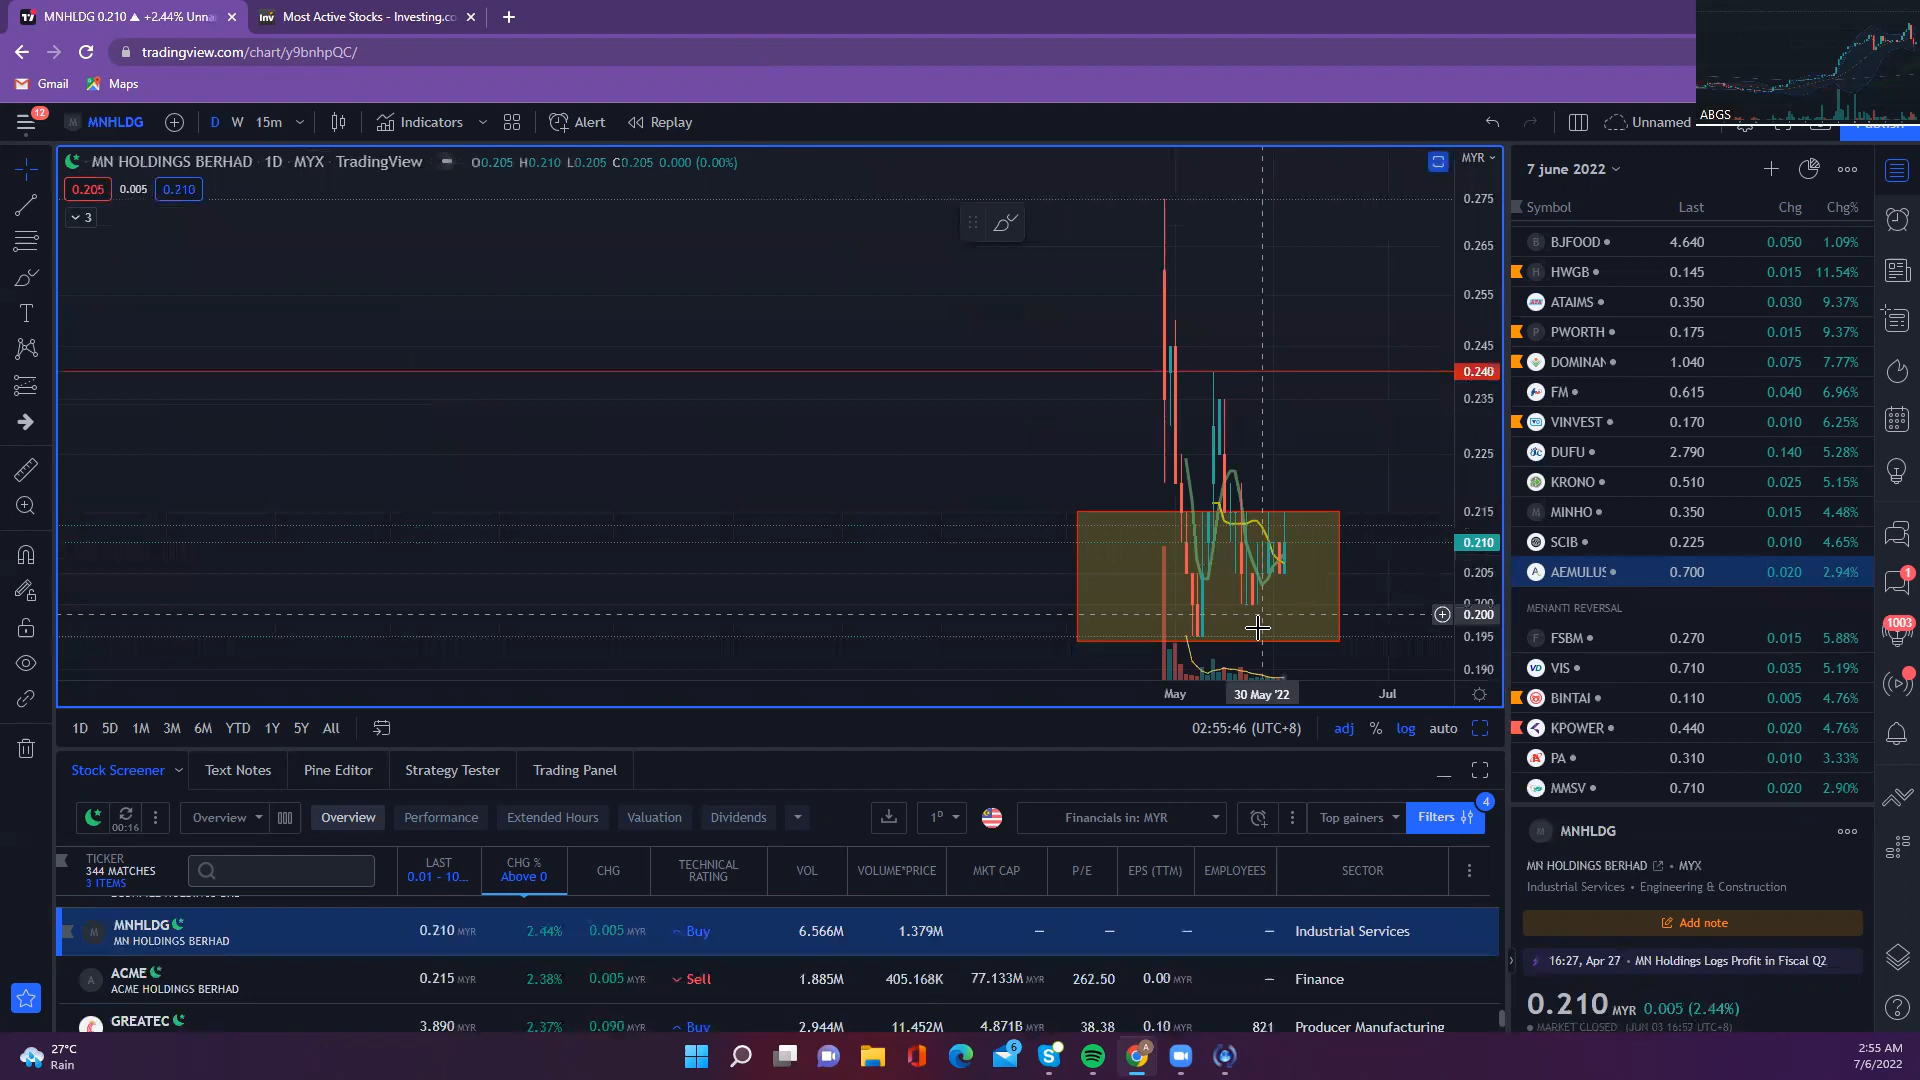 MNHLDG 0.210 ▲ +2.44% Unna
Most Active Stocks - Investing.co
tradingview.com/chart/y9bnhpQC/
Gmail
Maps
ABGS
12
MNHLDG
D
W
15m
Indicators
Alert
Replay
Unnamed
MN HOLDINGS BERHAD • 1D • MYX • TradingView
O0.205 H0.210 L0.205 C0.205 0.000 (0.00%)
MYR
0.205
0.005
0.210
3
0.275
0.265
0.255
0.245
0.240
0.235
0.225
0.215
0.210
0.205
0.200
0.195
0.190
May
30 May '22
Jul
1D
5D
1M
3M
6M
YTD
1Y
5Y
All
02:55:46 (UTC+8)
adj
%
log
auto
Stock Screener
Text Notes
Pine Editor
Strategy Tester
Trading Panel
00:16
Overview
Overview
Performance
Extended Hours
Valuation
Dividends
1D
Financials in: MYR
Top gainers
Filters
4
TICKER
344 MATCHES
3 ITEMS
LAST
0.01 - 10...
CHG %
Above 0
CHG
TECHNICAL
RATING
VOL
VOLUME*PRICE
MKT CAP
P/E
EPS (TTM)
EMPLOYEES
SECTOR
MNHLDG
MN HOLDINGS BERHAD
0.210 MYR 2.44% 0.005 MYR Buy 6.566M 1.379M — — — — Industrial Services
ACME
ACME HOLDINGS BERHAD
0.215 MYR 2.38% 0.005 MYR Sell 1.885M 405.168K 77.133M MYR 262.50 0.00 MYR — Finance
GREATEC
3.890 MYR 2.37% 0.090 MYR Buy 2.944M 11.452M 4.871B MYR 38.38 0.10 MYR 821 Producer Manufacturing
7 june 2022
Symbol Last Chg Chg%
BJFOOD 4.640 0.050 1.09%
HWGB 0.145 0.015 11.54%
ATAIMS 0.350 0.030 9.37%
PWORTH 0.175 0.015 9.37%
DOMINAN 1.040 0.075 7.77%
FM 0.615 0.040 6.96%
VINVEST 0.170 0.010 6.25%
DUFU 2.790 0.140 5.28%
KRONO 0.510 0.025 5.15%
MINHO 0.350 0.015 4.48%
SCIB 0.225 0.010 4.65%
AEMULUS 0.700 0.020 2.94%
MENANTI REVERSAL
FSBM 0.270 0.015 5.88%
VIS 0.710 0.035 5.19%
BINTAI 0.110 0.005 4.76%
KPOWER 0.440 0.020 4.76%
PA 0.310 0.010 3.33%
MMSV 0.710 0.020 2.90%
MNHLDG
MN HOLDINGS BERHAD • MYX
Industrial Services • Engineering & Construction
Add note
16:27, Apr 27 • MN Holdings Logs Profit in Fiscal Q2
0.210 MYR 0.005 (2.44%)
MARKET CLOSED (JUN 03 16:52 UTC+8)
1
1003
27°C
Rain
6
2:55 AM
7/6/2022